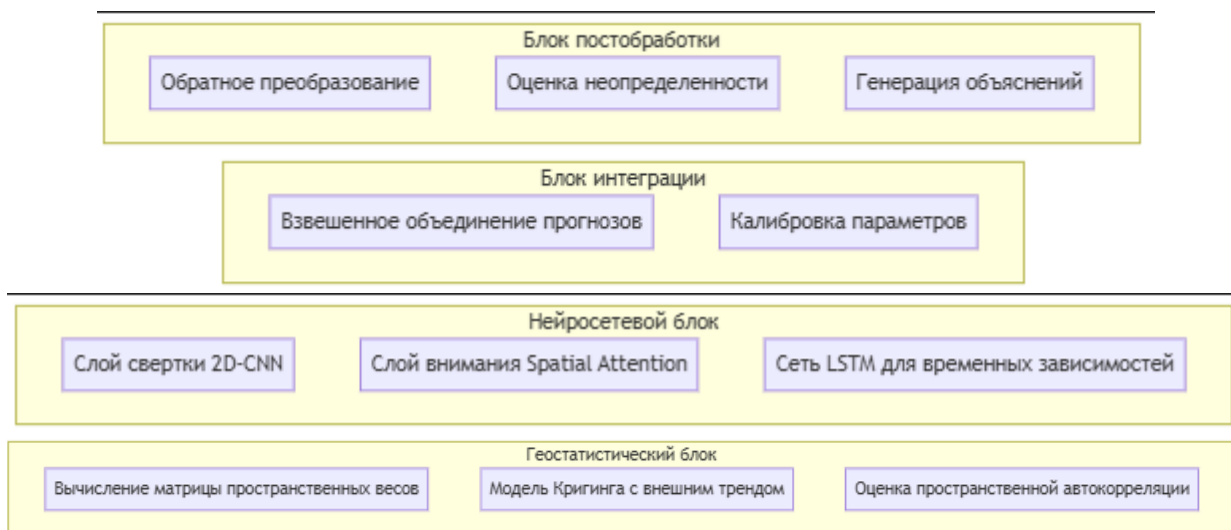 Блок постобработки
Обратное преобразование
Оценка неопределенности
Генерация объяснений
Блок интеграции
Взвешенное объединение прогнозов
Калибровка параметров
Нейросетевой блок
Слой свертки 2D-CNN
Слой внимания Spatial Attention
Сеть LSTM для временных зависимостей
Геостатистический блок
Вычисление матрицы пространственных весов
Модель Кригинга с внешним трендом
Оценка пространственной автокорреляции